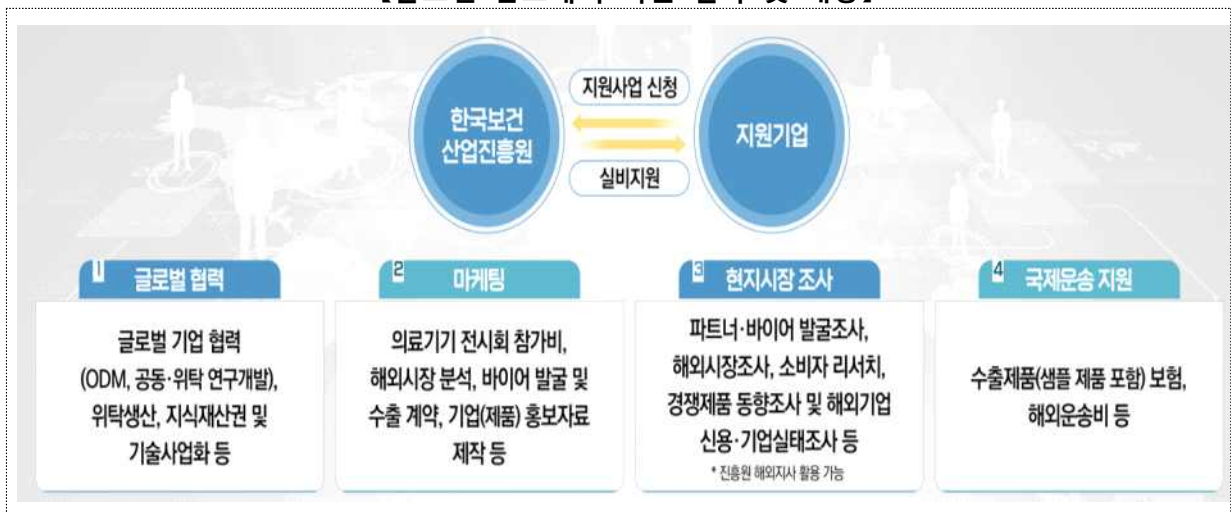 한국보건
산업진흥원
지원사업 신청
실비지원
지원기업
1 글로벌 협력
글로벌 기업 협력
(ODM, 공동·위탁 연구개발),
위탁생산, 지식재산권 및
기술사업화 등
2 마케팅
의료기기 전시회 참가비,
해외시장 분석, 바이어 발굴 및
수출 계약, 기업(제품) 홍보자료
제작 등
3 현지시장 조사
파트너·바이어 발굴조사,
해외시장조사, 소비자 리서치,
경쟁제품 동향조사 및 해외기업
신용·기업실태조사 등
* 진흥원 해외지사 활용 가능
4 국제운송 지원
수출제품(샘플 제품 포함) 보험,
해외운송비 등